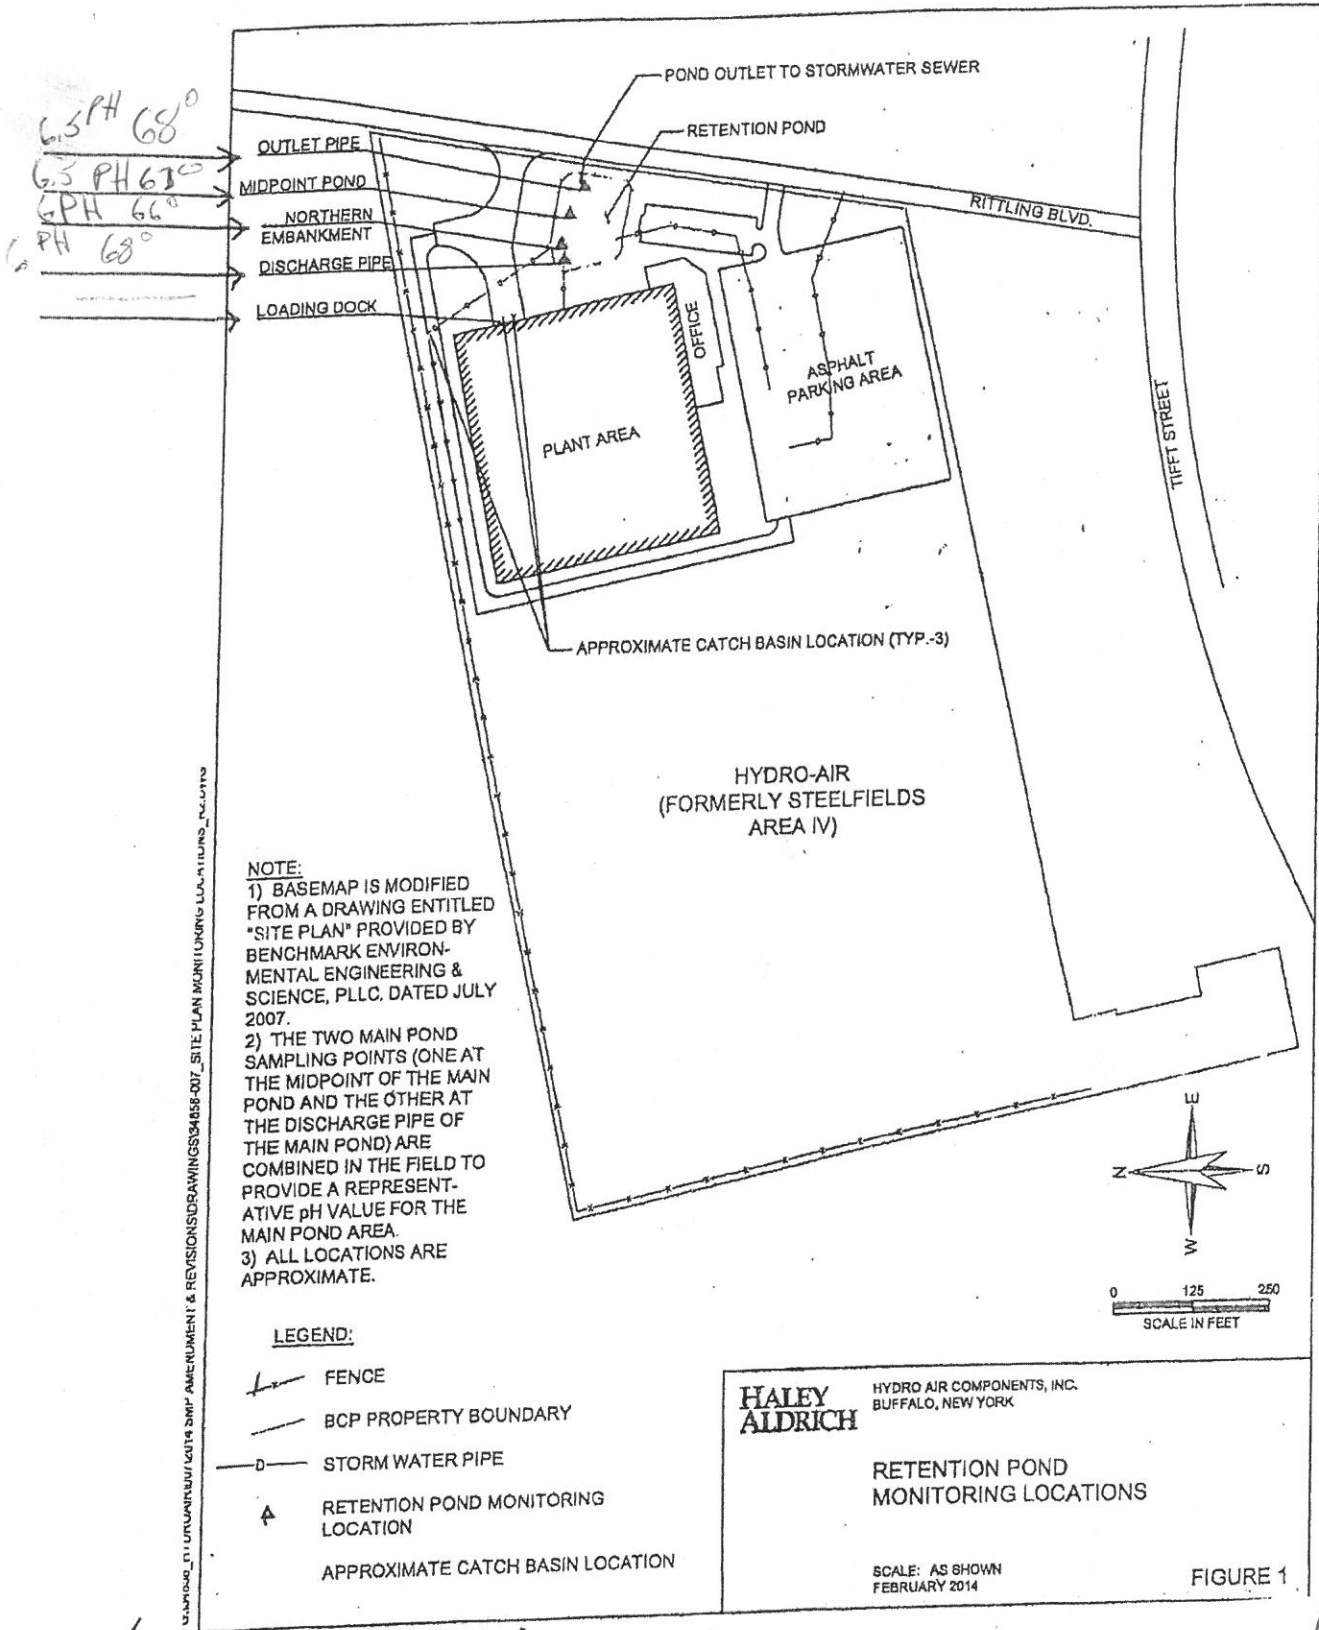 POND OUTLET TO STORMWATER SEWER
RETENTION POND
6.5 PH 68°
OUTLET PIPE
6.5 PH
MIDPOINT POND
6PH 66°
NORTHERN
EMBANKMENT
6 PH 68°
DISCHARGE PIPE
LOADING DOCK
RITTLING BLVD.
OFFICE
ASPHALT
PARKING AREA
PLANT AREA
TIFFT STREET
APPROXIMATE CATCH BASIN LOCATION (TYP.-3)
HYDRO-AIR
(FORMERLY STEELFIELDS
AREA IV)
NOTE:
1) BASEMAP IS MODIFIED
FROM A DRAWING ENTITLED
"SITE PLAN" PROVIDED BY
BENCHMARK ENVIRON-
MENTAL ENGINEERING &
SCIENCE, PLLC, DATED JULY
2007.
2) THE TWO MAIN POND
SAMPLING POINTS (ONE AT
THE MIDPOINT OF THE MAIN
POND AND THE OTHER AT
THE DISCHARGE PIPE OF
THE MAIN POND) ARE
COMBINED IN THE FIELD TO
PROVIDE A REPRESENT-
ATIVE pH VALUE FOR THE
MAIN POND AREA.
3) ALL LOCATIONS ARE
APPROXIMATE.
E
N S
W
0 125 250
SCALE IN FEET
LEGEND:
FENCE
BCP PROPERTY BOUNDARY
STORM WATER PIPE
RETENTION POND MONITORING
LOCATION
APPROXIMATE CATCH BASIN LOCATION
HALEY
ALDRICH
HYDRO AIR COMPONENTS, INC.
BUFFALO, NEW YORK
RETENTION POND
MONITORING LOCATIONS
SCALE: AS SHOWN
FEBRUARY 2014
FIGURE 1
AMENDMENT & REVISIONS\DRAWINGS\34856-007_SITE PLAN MONITORING